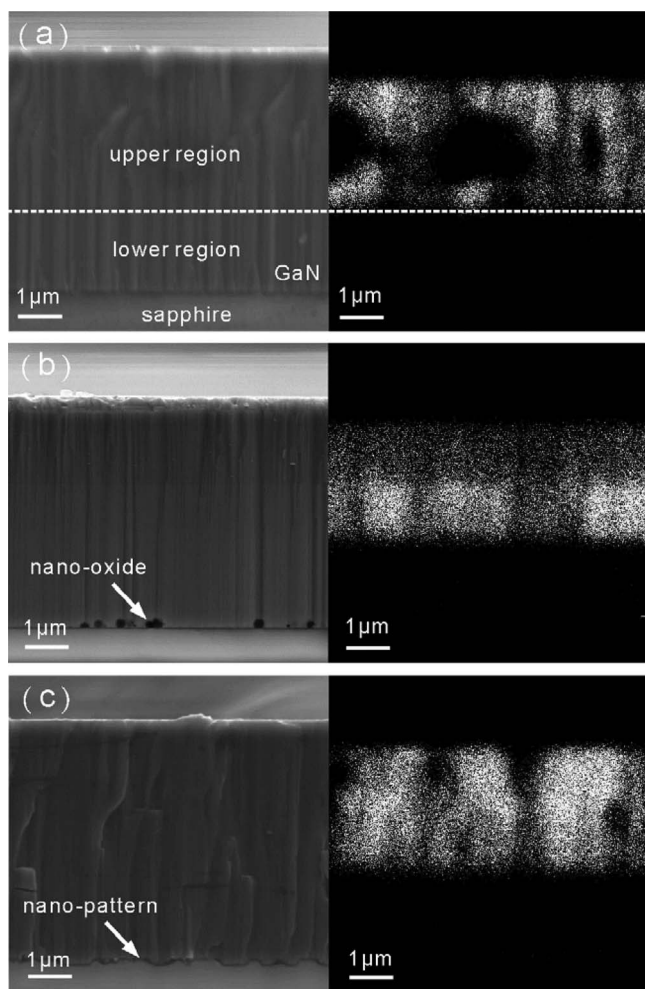 (a)
upper region
lower region
GaN
1μm
sapphire
1μm
(b)
nano-oxide
1μm
1μm
(c)
nano-pattern
1μm
1μm